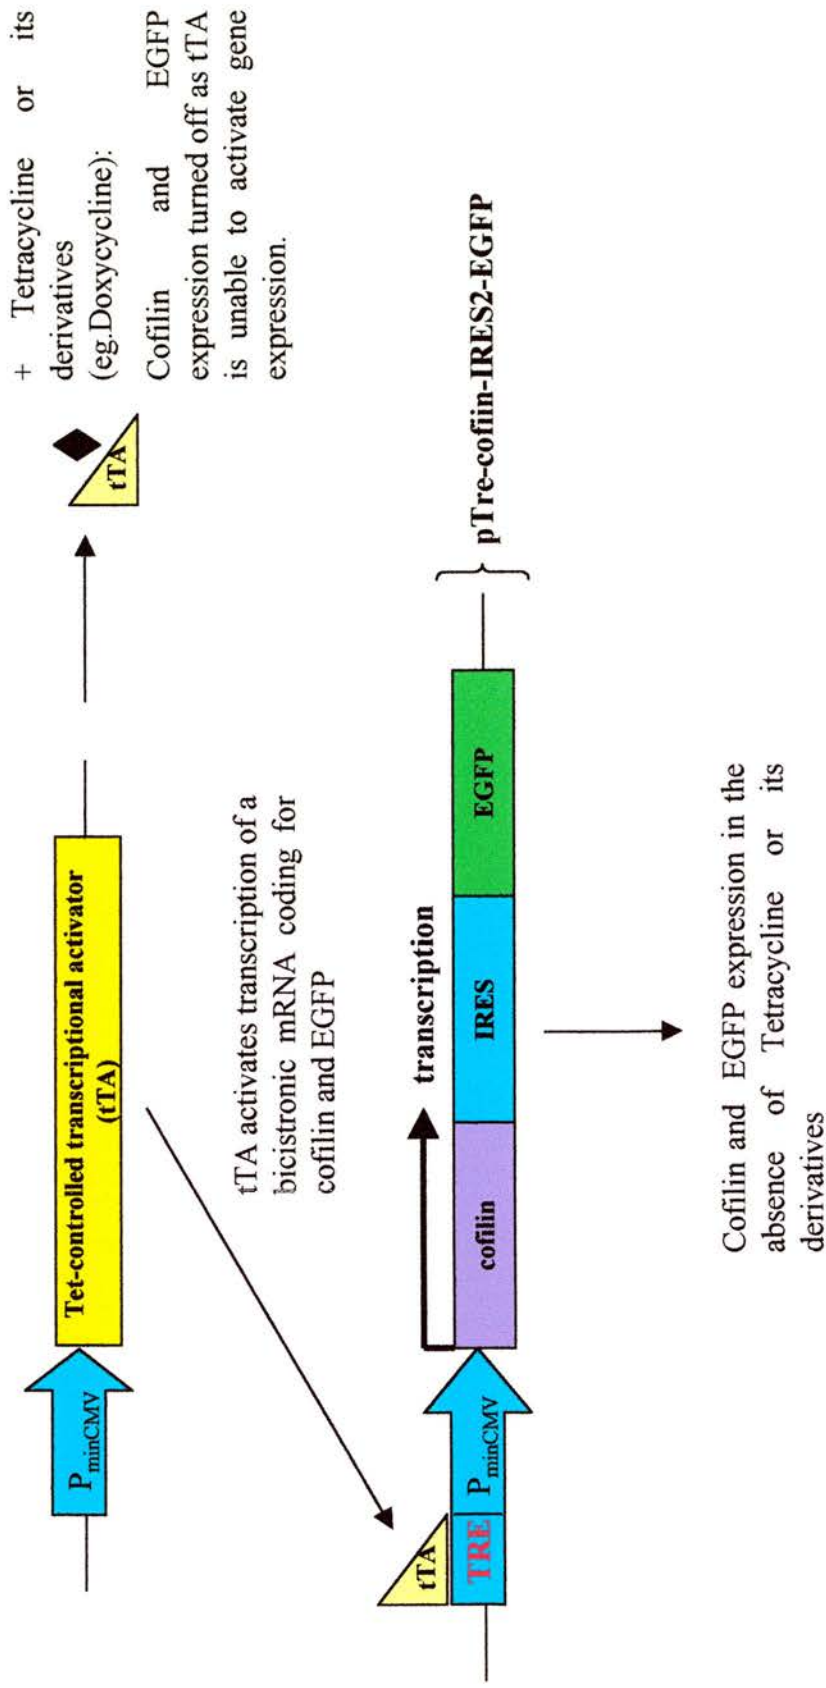 P minCMV
Tet-controlled transcriptional activator
(tTA)
tTA
+ Tetracycline or its
derivatives
(eg.Doxycycline):
Cofilin and EGFP
expression turned off as tTA
is unable to activate gene
expression.
tTA activates transcription of a
bicistronic mRNA coding for
cofilin and EGFP
tTA
TRE
P minCMV
transcription
cofilin
IRES
EGFP
pTre-cofiin-IRES2-EGFP
Cofilin and EGFP expression in the
absence of Tetracycline or its
derivatives